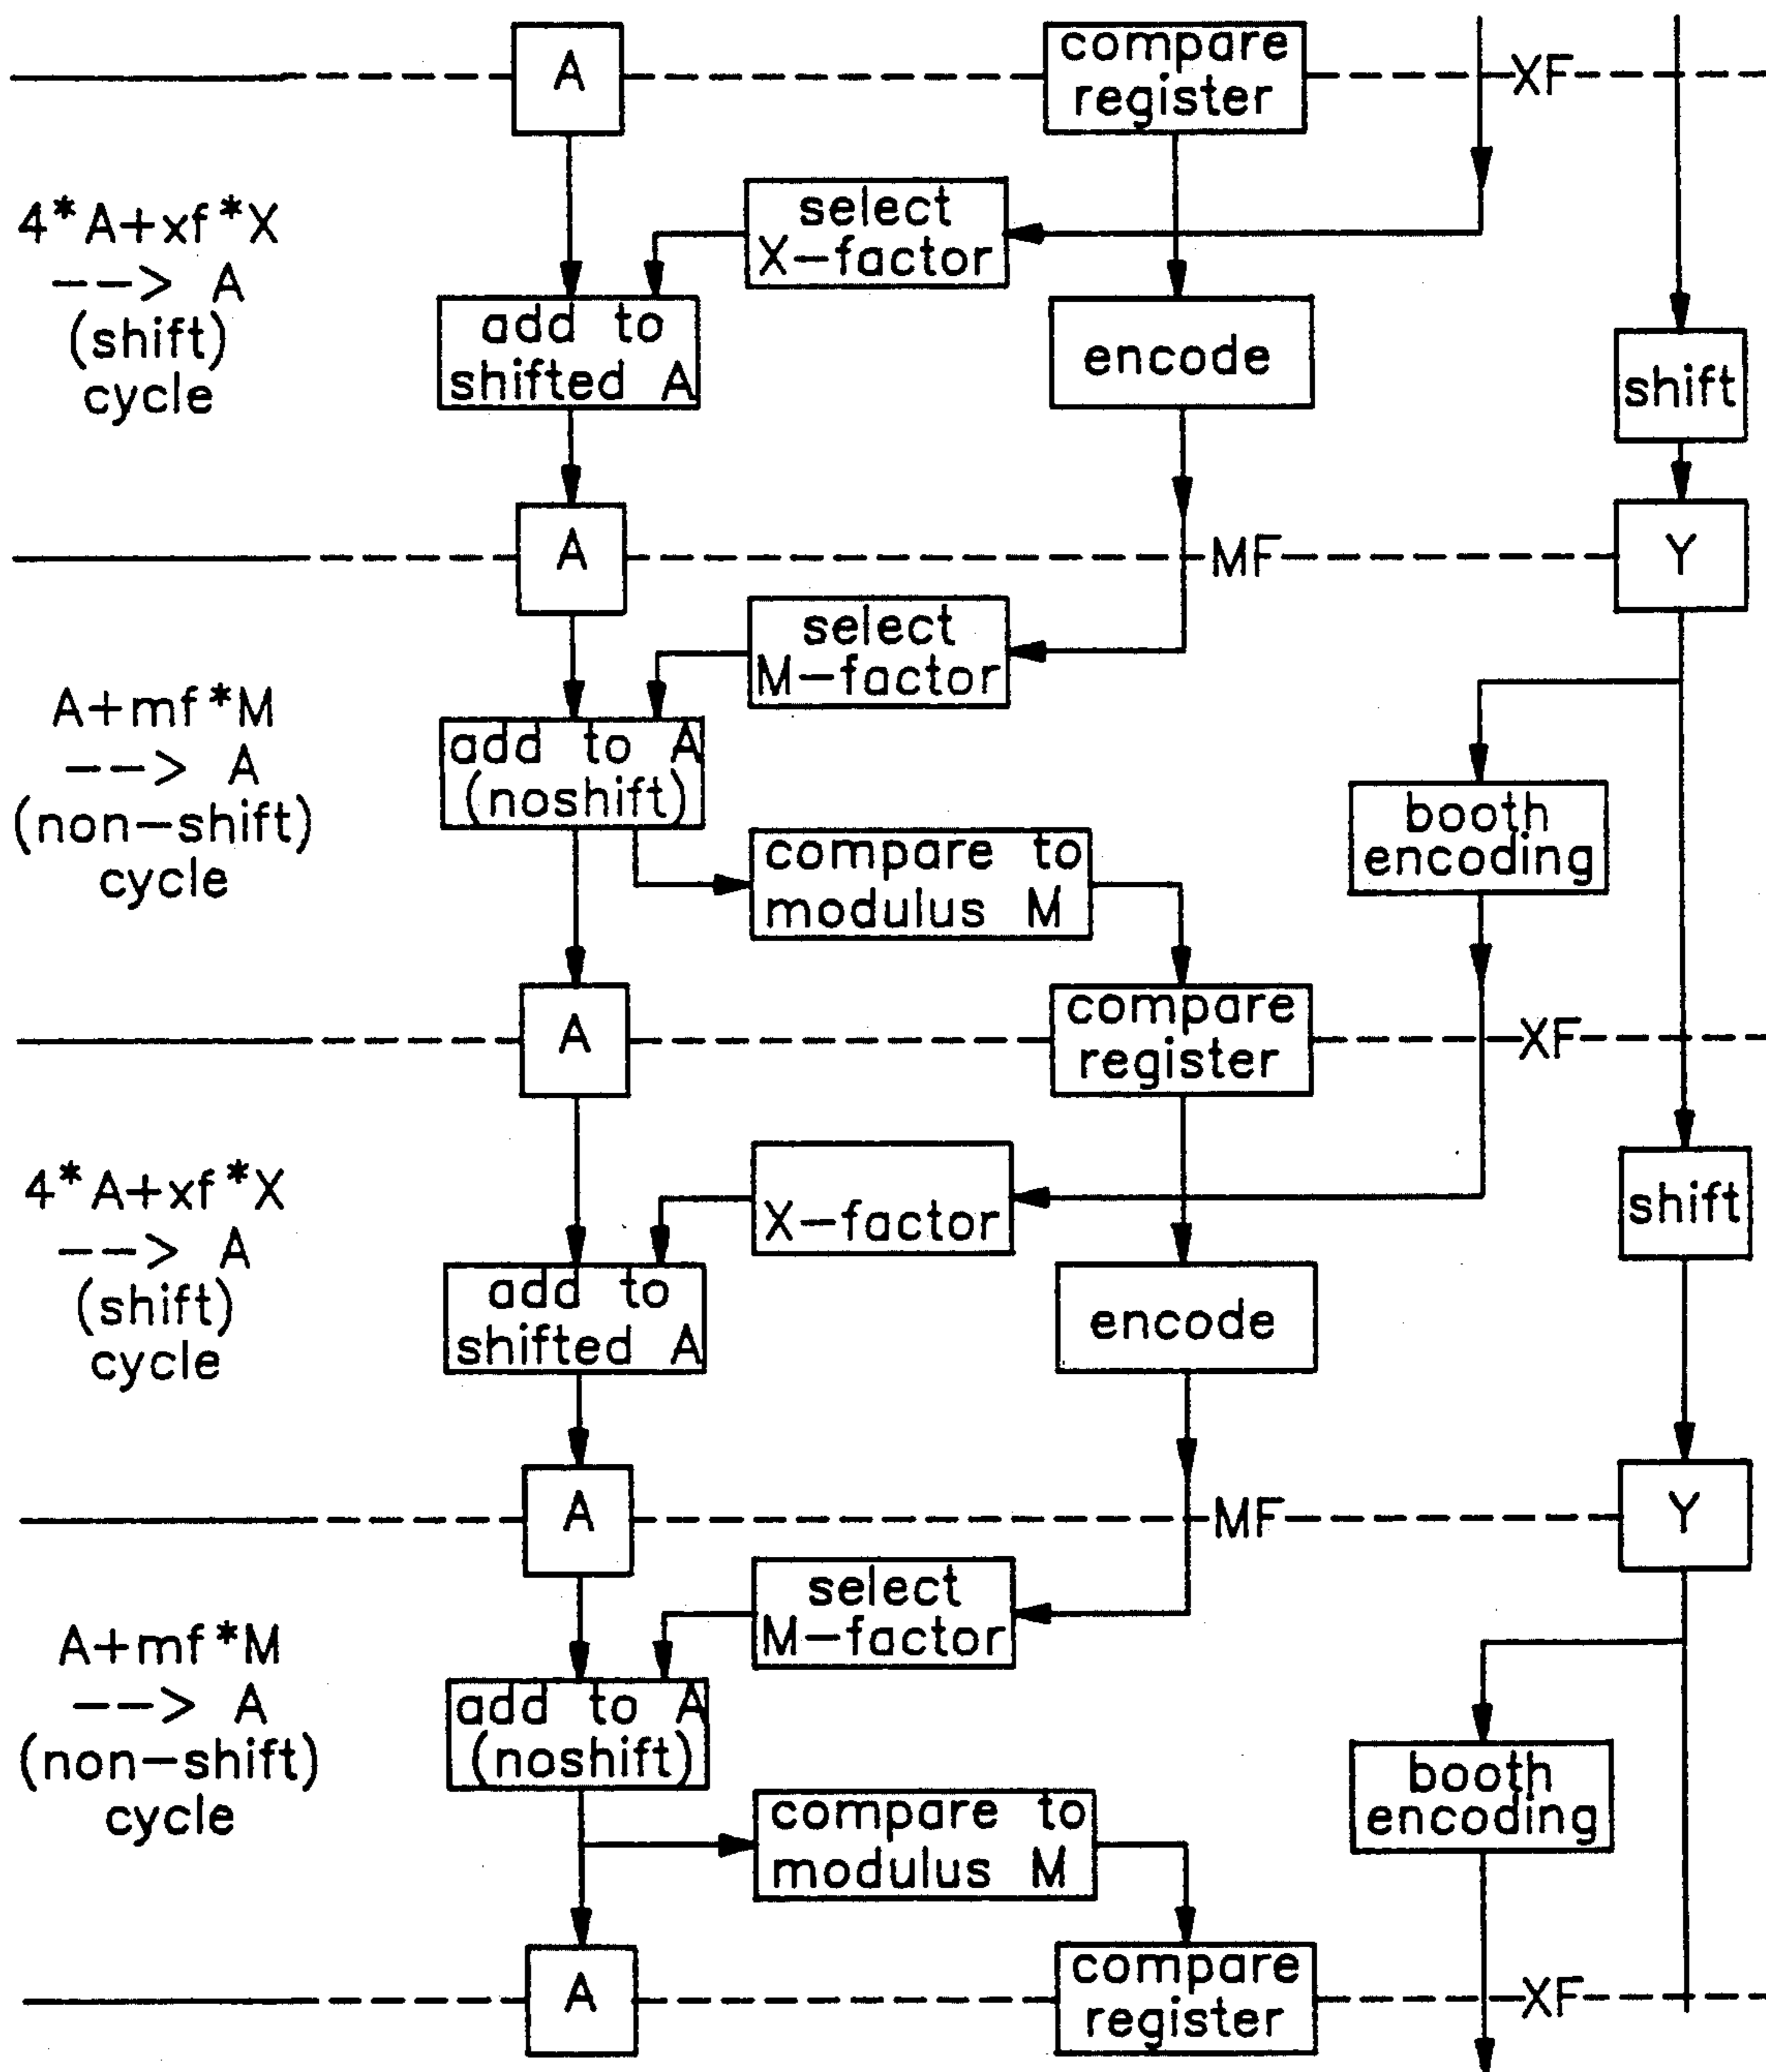 A
compare
register
XF
4*A+xf*X
--> A
(shift)
cycle
select
X-factor
add to
shifted A
encode
shift
A
MF
Y
A+mf*M
--> A
(non-shift)
cycle
select
M-factor
add to A
(noshift)
compare to
modulus M
booth
encoding
A
compare
register
XF
4*A+xf*X
--> A
(shift)
cycle
X-factor
add to
shifted A
encode
shift
A
MF
Y
A+mf*M
--> A
(non-shift)
cycle
select
M-factor
add to A
(noshift)
compare to
modulus M
booth
encoding
A
compare
register
XF